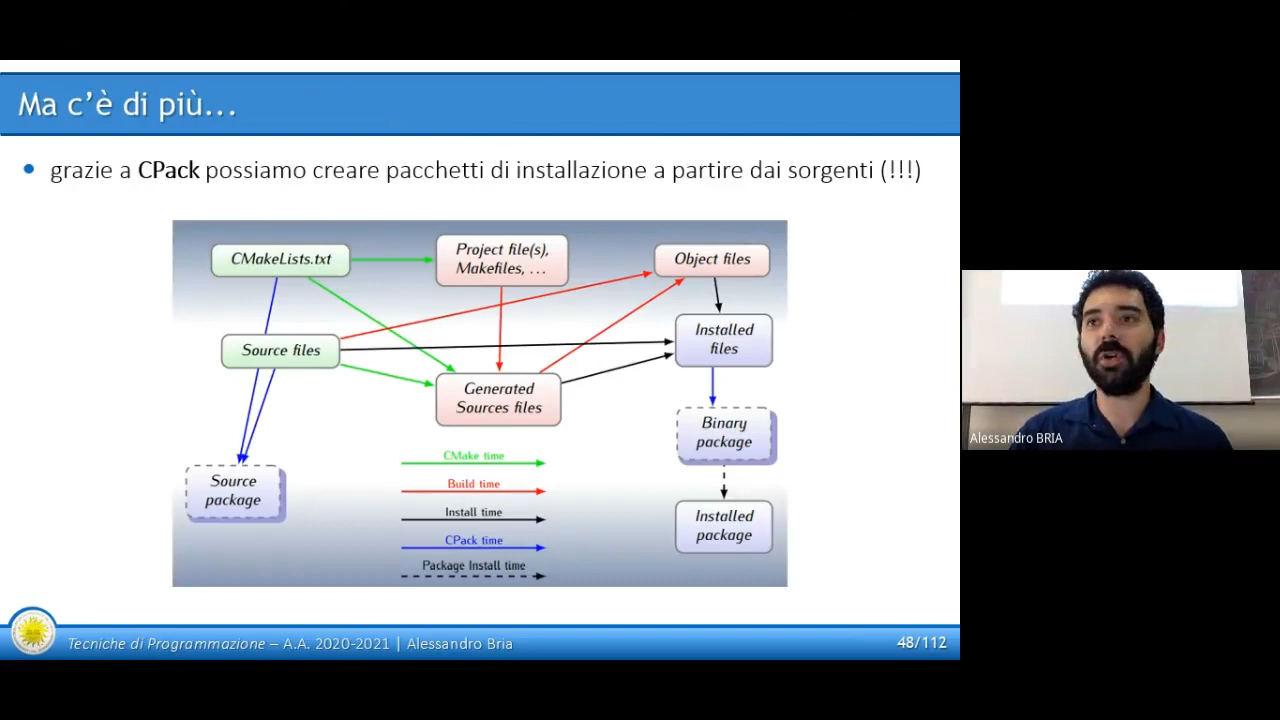 Ma c'è di più...
grazie a CPack possiamo creare pacchetti di installazione a partire dai sorgenti (!!!)
CMakeLists.txt
Project file(s),
Makefiles, ...
Object files
Source files
Installed
files
Generated
Sources files
Binary
package
Source
package
CMake time
Build time
Install time
CPack time
Package Install time
Installed
package
Alessandro BRIA
Tecniche di Programmazione – A.A. 2020-2021 | Alessandro Bria
48/112